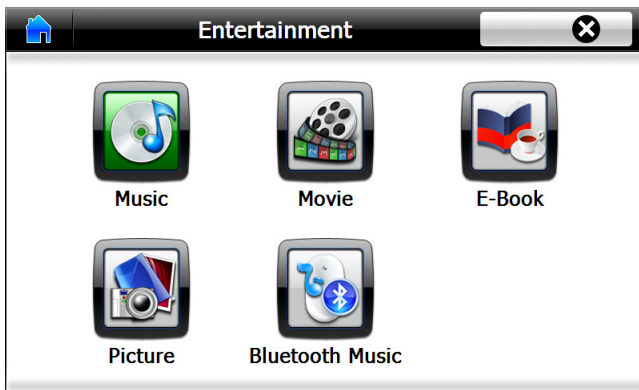 Entertainment
Music
Movie
E-Book
Picture
Bluetooth Music